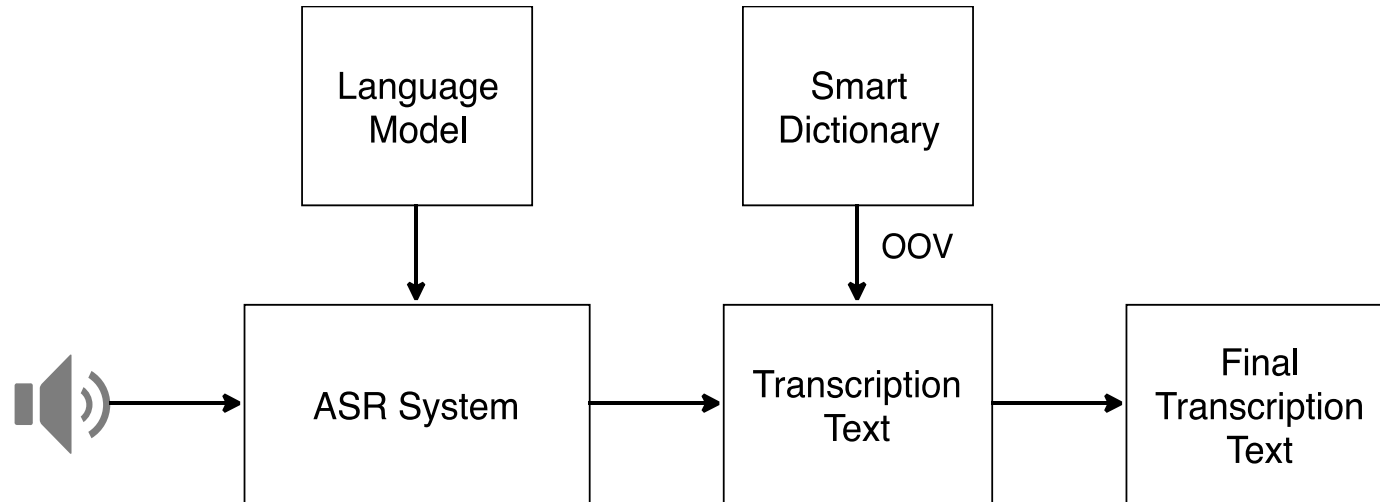 Language
Model
Smart
Dictionary
OOV
ASR System
Transcription
Text
Final
Transcription
Text